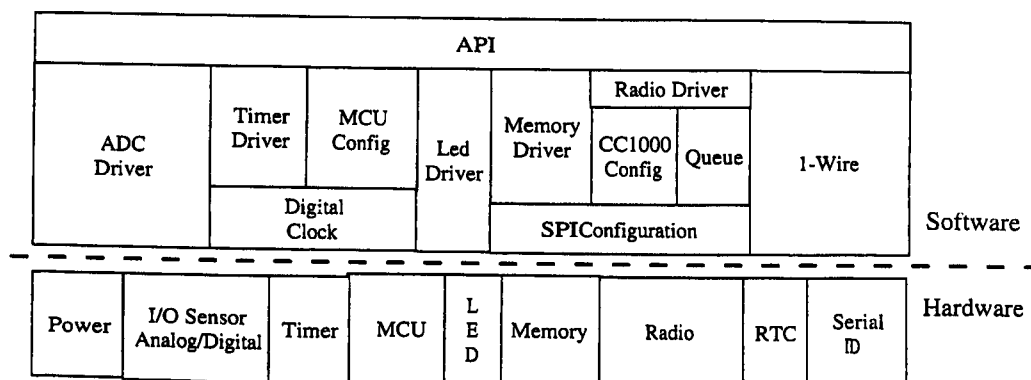 API
ADC
Driver
Timer
Driver
MCU
Config
Digital
Clock
Led
Driver
Memory
Driver
Radio Driver
CC1000
Config
Queue
SPIConfiguration
1-Wire
Software
Power
I/O Sensor
Analog/Digital
Timer
MCU
L
E
D
Memory
Radio
RTC
Serial
ID
Hardware